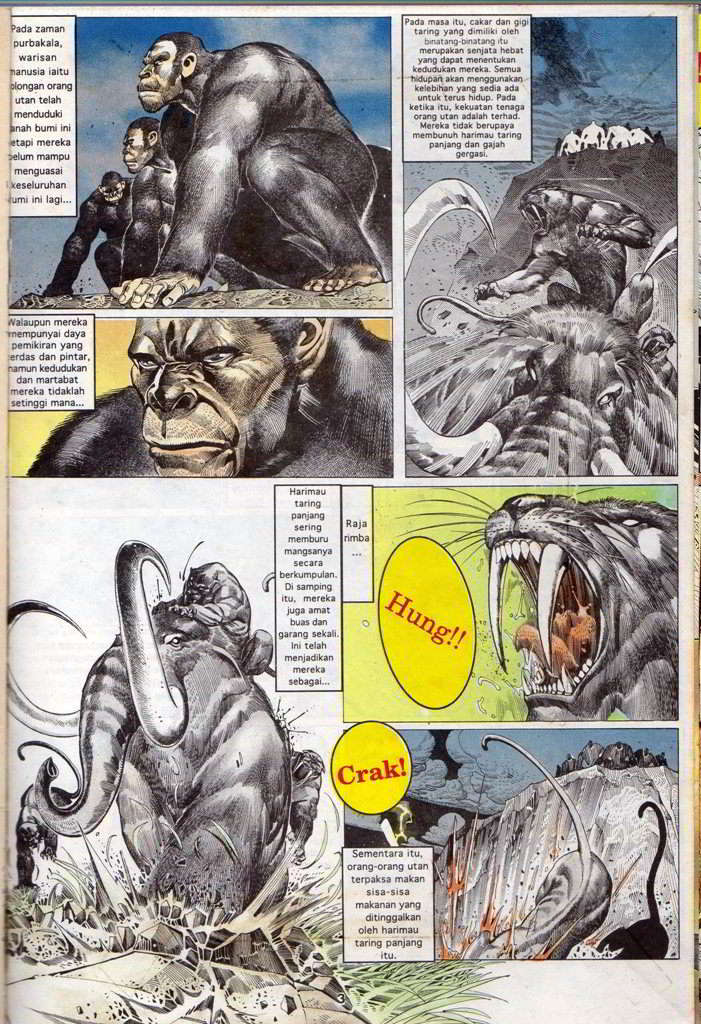 Pada zaman
purbakala,
warisan
manusia iaitu
olongan orang
utan telah
menduduki
anah bumi ini
etapi mereka
elum mampu
menguasai
keseluruhan
umi ini lagi...
Pada masa itu, cakar dan gigi
taring yang dimiliki oleh
binatang-binatang itu
merupakan senjata hebat
yang dapat menentukan
kedudukan mereka. Semua
hidupan akan menggunakan
kelebihan yang sedia ada
untuk terus hidup. Pada
ketika itu, kekuatan tenaga
orang utan adalah terhad.
Mereka tidak berupaya
membunuh harimau taring
panjang dan gajah
gergasi.
Walaupun mereka
mempunyai daya
pemikiran yang
erdas dan pintar,
namun kedudukan
dan martabat
mereka tidaklah
setinggi mana...
Harimau
taring
panjang
sering
memburu
mangsanya
secara
berkumpulan.
Di samping
itu, mereka
juga amat
buas dan
garang sekali.
Ini telah
menjadikan
mereka
sebagai...
Raja
rimba
...
Hung!!
Crak!
Sementara itu,
orang-orang utan
terpaksa makan
sisa-sisa
makanan yang
ditinggalkan
oleh harimau
taring panjang
itu.
3